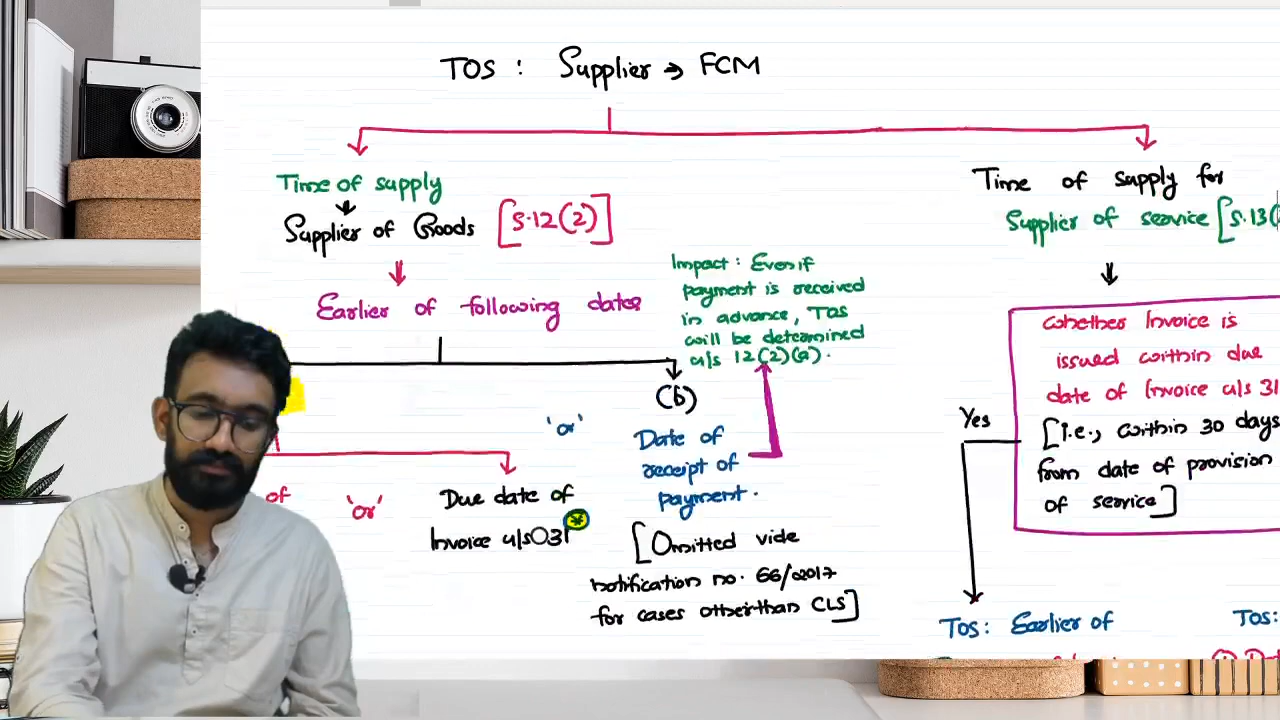 TOS : Supplier → FCM
Time of supply
Supplier of Goods [S.12(2)]
Earlier of following dates
of
'or'
Due date of
Invoice u/s 31*
'or'
(b)
Date of
receipt of
payment.
[Omitted vide
notification no. 66/2017
for cases other than CLS]
Impact : Even if
payment is received
in advance, TOS
will be determined
u/s 12(2)(a).
Time of supply for
Supplier of service [S.13(
Whether Invoice is
issued within due
date of Invoice u/s 31
[i.e., within 30 days
from date of provision
of service]
Yes
TOS: Earlier of
TOS: